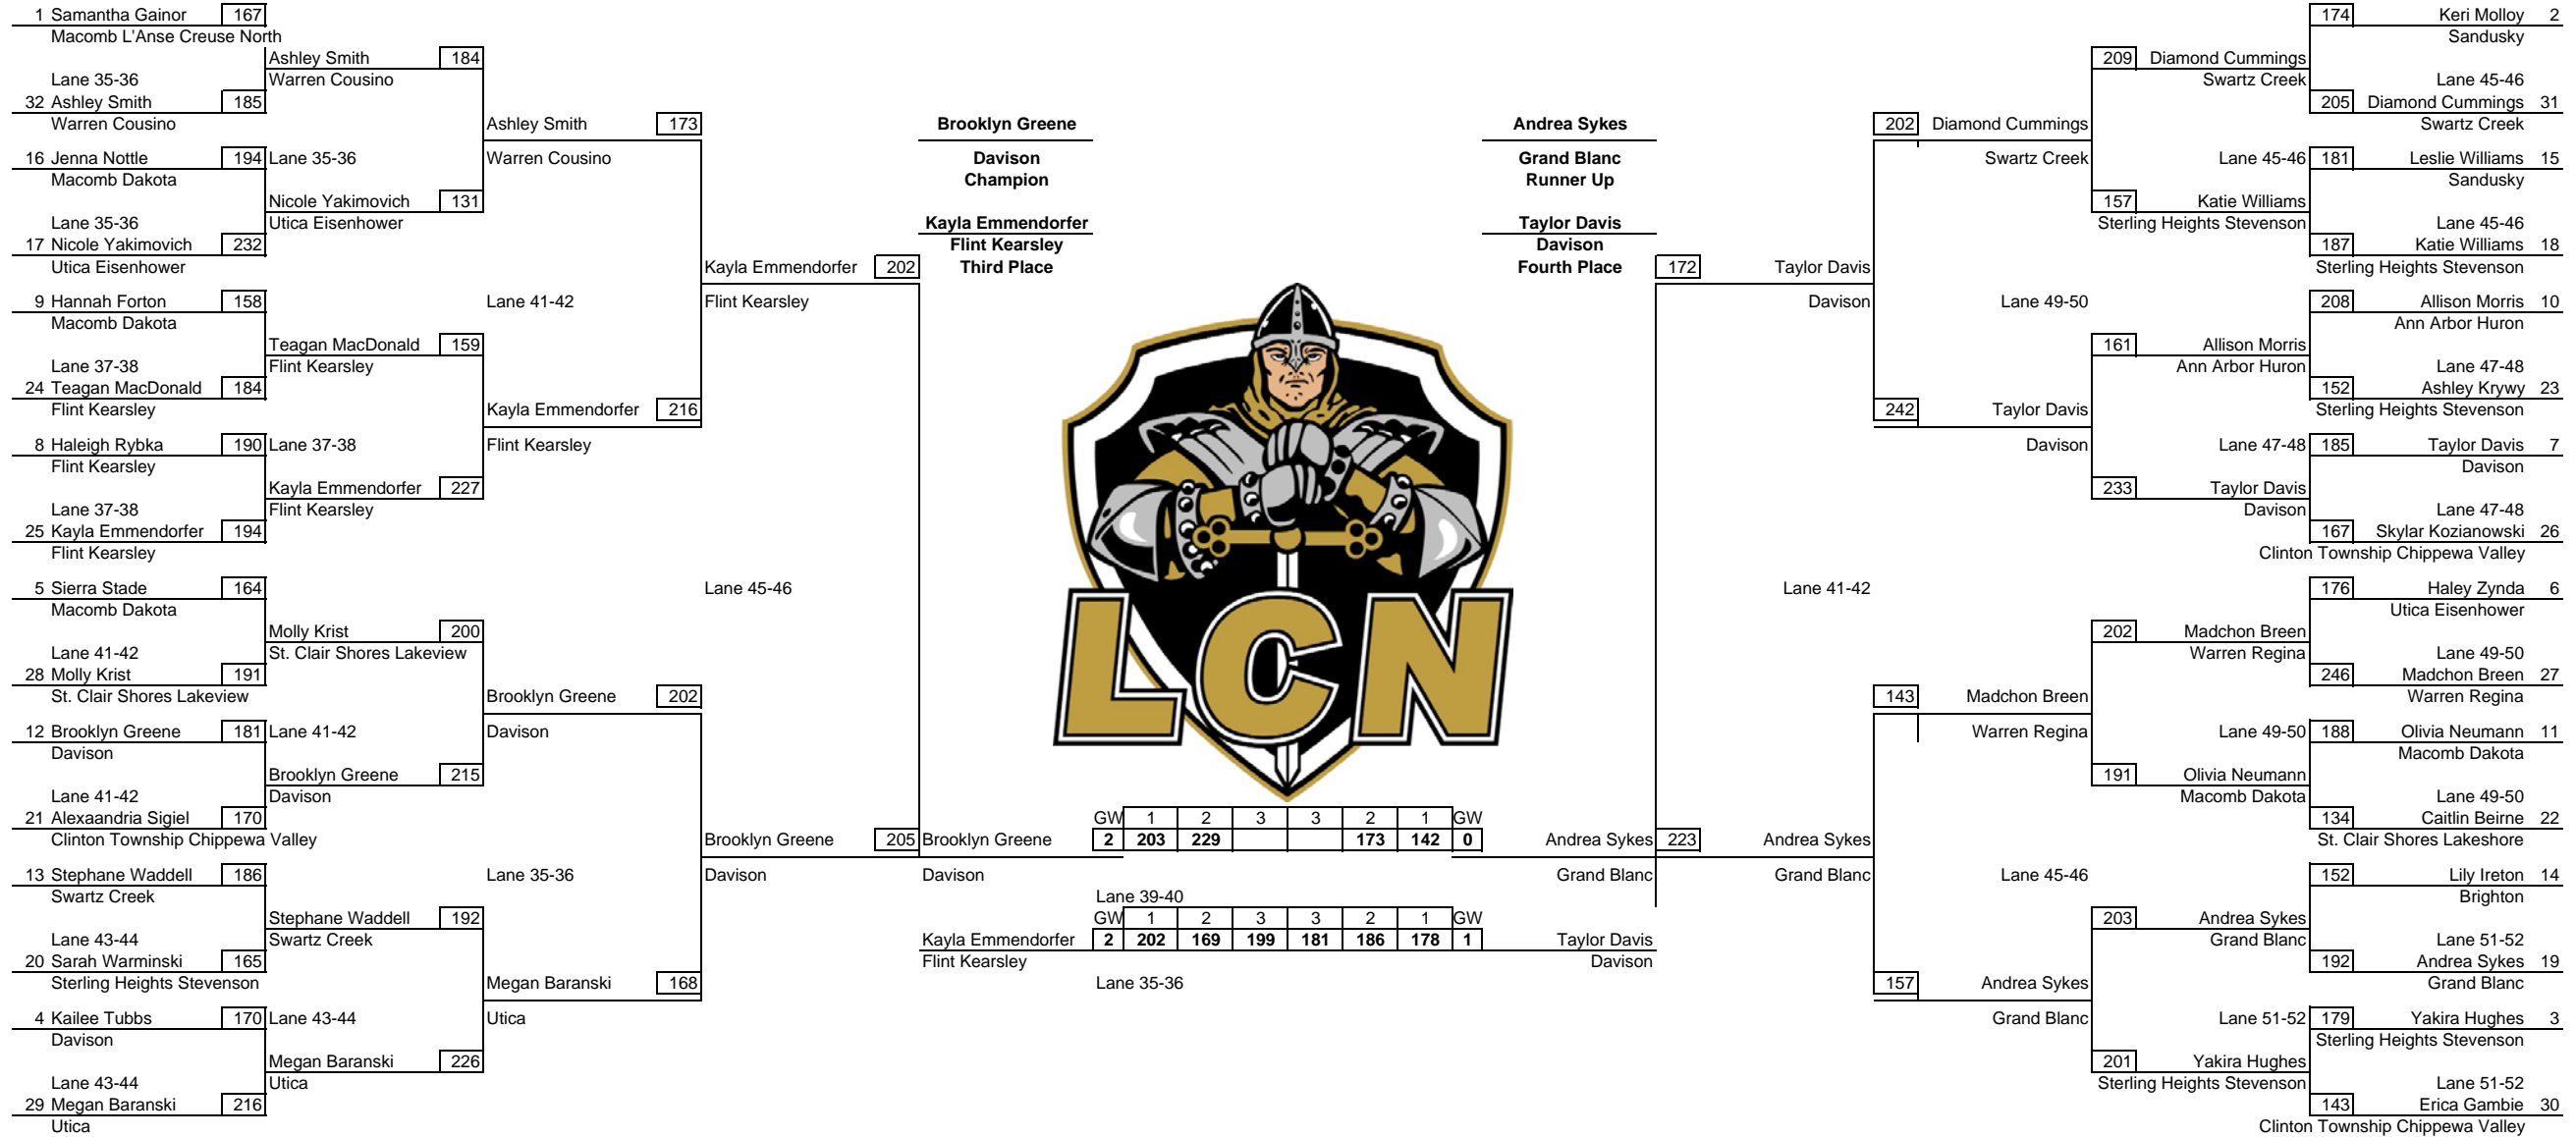 1 Samantha Gainor 167
Macomb L'Anse Creuse North
Ashley Smith 184
Lane 35-36
Warren Cousino
32 Ashley Smith 185
Warren Cousino
Ashley Smith 173
16 Jenna Nottle 194
Lane 35-36
Warren Cousino
Macomb Dakota
Nicole Yakimovich 131
Lane 35-36
Utica Eisenhower
17 Nicole Yakimovich 232
Utica Eisenhower
Kayla Emmendorfer 202
9 Hannah Forton 158
Lane 41-42
Flint Kearsley
Macomb Dakota
Teagan MacDonald 159
Lane 37-38
Flint Kearsley
24 Teagan MacDonald 184
Flint Kearsley
Kayla Emmendorfer 216
8 Haleigh Rybka 190
Lane 37-38
Flint Kearsley
Flint Kearsley
Kayla Emmendorfer 227
Lane 37-38
Flint Kearsley
25 Kayla Emmendorfer 194
Flint Kearsley
5 Sierra Stade 164
Lane 45-46
Macomb Dakota
Molly Krist 200
Lane 41-42
St. Clair Shores Lakeview
28 Molly Krist 191
St. Clair Shores Lakeview
Brooklyn Greene 202
12 Brooklyn Greene 181
Lane 41-42
Davison
Davison
Brooklyn Greene 215
Lane 41-42
Davison
21 Alexaandria Sigiel 170
Clinton Township Chippewa Valley
Brooklyn Greene 205
13 Stephane Waddell 186
Lane 35-36
Davison
Swartz Creek
Stephane Waddell 192
Lane 43-44
Swartz Creek
20 Sarah Warminski 165
Sterling Heights Stevenson
Megan Baranski 168
4 Kailee Tubbs 170
Lane 43-44
Utica
Davison
Megan Baranski 226
Lane 43-44
Utica
29 Megan Baranski 216
Utica
Brooklyn Greene
Davison
Champion
Kayla Emmendorfer
Flint Kearsley
Third Place
Andrea Sykes
Grand Blanc
Runner Up
Taylor Davis
Davison
Fourth Place
LCN
GW 1 2 3 3 2 1 GW
Brooklyn Greene 2 203 229 173 142 0 Andrea Sykes
Davison
Grand Blanc
Lane 39-40
GW 1 2 3 3 2 1 GW
Kayla Emmendorfer 2 202 169 199 181 186 178 1 Taylor Davis
Flint Kearsley
Davison
Lane 35-36
174 Keri Molloy 2
Sandusky
209 Diamond Cummings
Swartz Creek
Lane 45-46
205 Diamond Cummings 31
Swartz Creek
202 Diamond Cummings
Swartz Creek
Lane 45-46
181 Leslie Williams 15
Sandusky
157 Katie Williams
Sterling Heights Stevenson
Lane 45-46
187 Katie Williams 18
Sterling Heights Stevenson
172 Taylor Davis
Davison
Lane 49-50
208 Allison Morris 10
Ann Arbor Huron
161 Allison Morris
Ann Arbor Huron
Lane 47-48
152 Ashley Krywy 23
Sterling Heights Stevenson
242 Taylor Davis
Davison
Lane 47-48
185 Taylor Davis 7
Davison
233 Taylor Davis
Davison
Lane 47-48
167 Skylar Kozianowski 26
Clinton Township Chippewa Valley
Lane 41-42
176 Haley Zynda 6
Utica Eisenhower
202 Madchon Breen
Warren Regina
Lane 49-50
246 Madchon Breen 27
Warren Regina
143 Madchon Breen
Warren Regina
Lane 49-50
188 Olivia Neumann 11
Macomb Dakota
191 Olivia Neumann
Macomb Dakota
Lane 49-50
134 Caitlin Beirne 22
St. Clair Shores Lakeshore
223 Andrea Sykes
Grand Blanc
Lane 45-46
152 Lily Ireton 14
Brighton
203 Andrea Sykes
Grand Blanc
Lane 51-52
192 Andrea Sykes 19
Grand Blanc
157 Andrea Sykes
Grand Blanc
Lane 51-52
179 Yakira Hughes 3
Sterling Heights Stevenson
201 Yakira Hughes
Sterling Heights Stevenson
Lane 51-52
143 Erica Gambie 30
Clinton Township Chippewa Valley